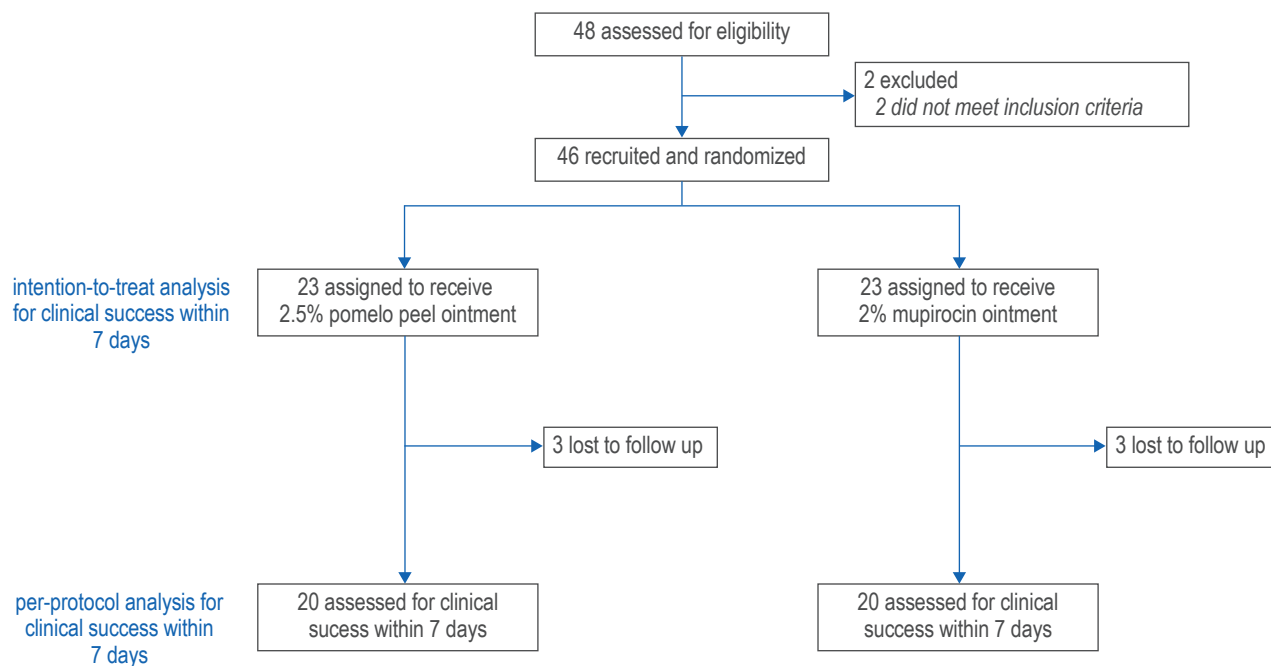 48 assessed for eligibility
2 excluded
2 did not meet inclusion criteria
46 recruited and randomized
intention-to-treat analysis
for clinical success within
7 days
23 assigned to receive
2.5% pomelo peel ointment
23 assigned to receive
2% mupirocin ointment
3 lost to follow up
3 lost to follow up
per-protocol analysis for
clinical success within
7 days
20 assessed for clinical
sucess within 7 days
20 assessed for clinical
success within 7 days